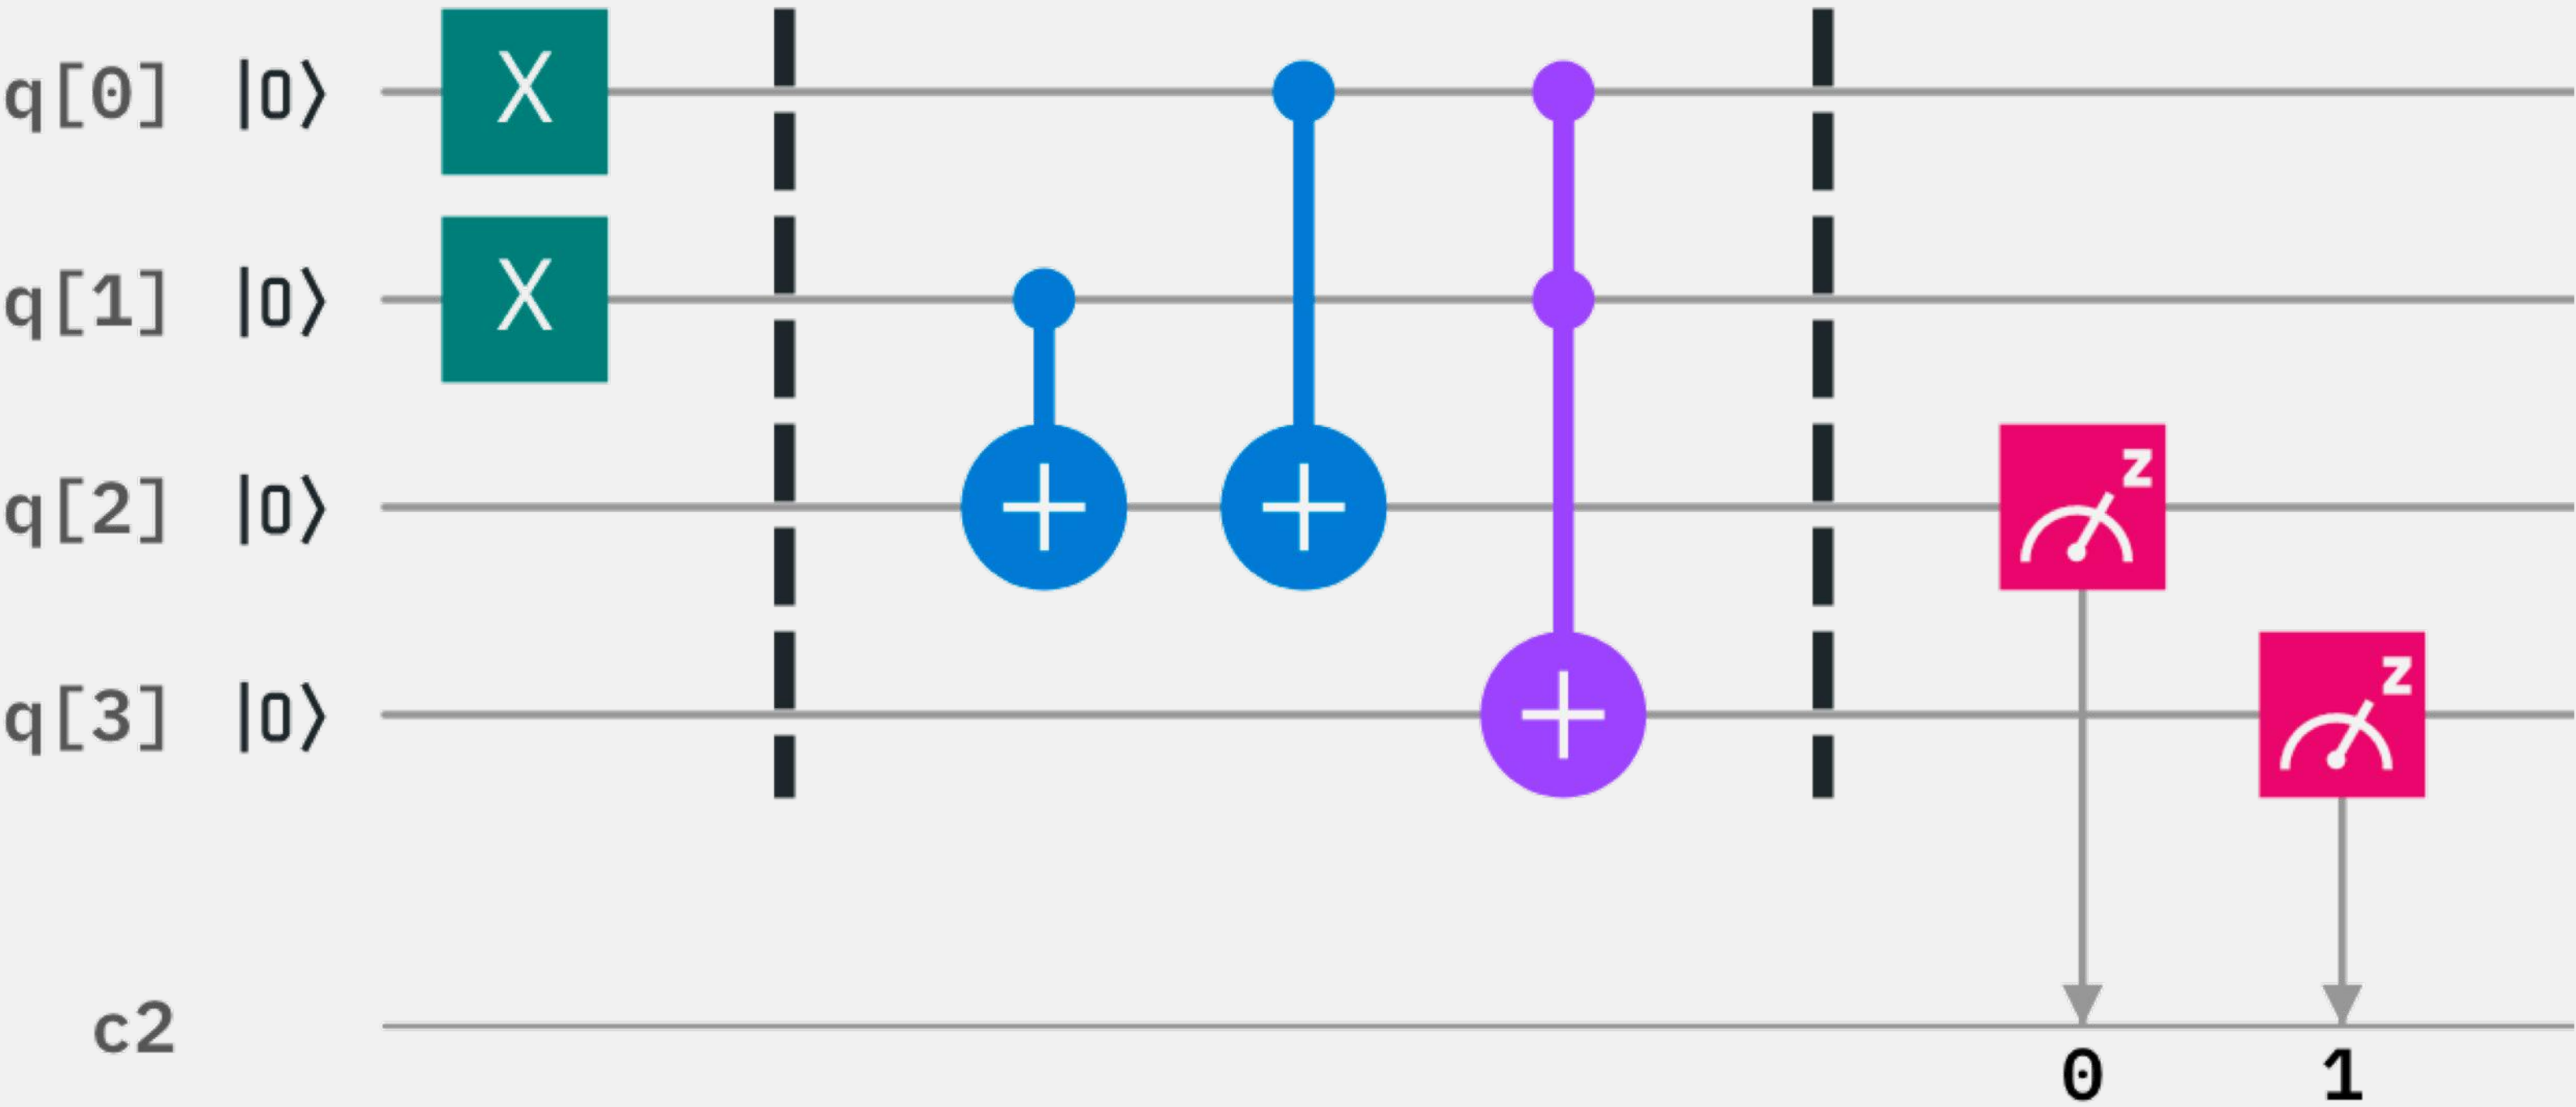 q[0] |0⟩ X
q[1] |0⟩ X
q[2] |0⟩ + + z
q[3] |0⟩ + z
c2
0 1